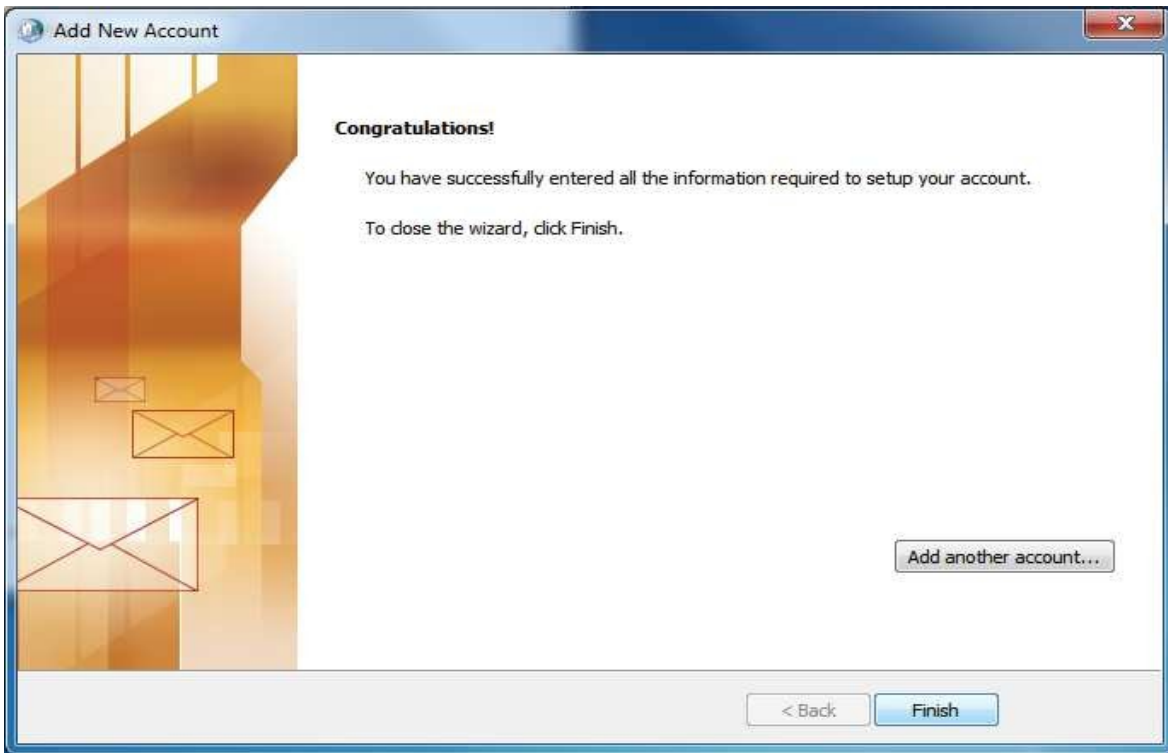 Add New Account
Congratulations!
You have successfully entered all the information required to setup your account.
To close the wizard, click Finish.
Add another account...
< Back
Finish